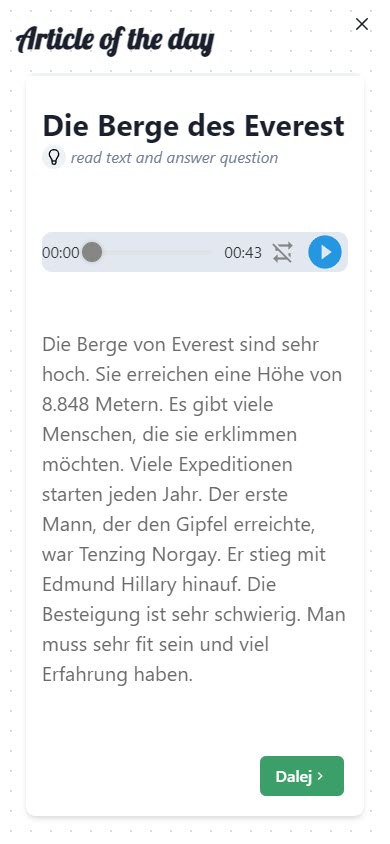 Article of the day
Die Berge des Everest
read text and answer question
00:00 00:43
Die Berge von Everest sind sehr
hoch. Sie erreichen eine Höhe von
8.848 Metern. Es gibt viele
Menschen, die sie erklimmen
möchten. Viele Expeditionen
starten jeden Jahr. Der erste
Mann, der den Gipfel erreichte,
war Tenzing Norgay. Er stieg mit
Edmund Hillary hinauf. Die
Besteigung ist sehr schwierig. Man
muss sehr fit sein und viel
Erfahrung haben.
Dalej